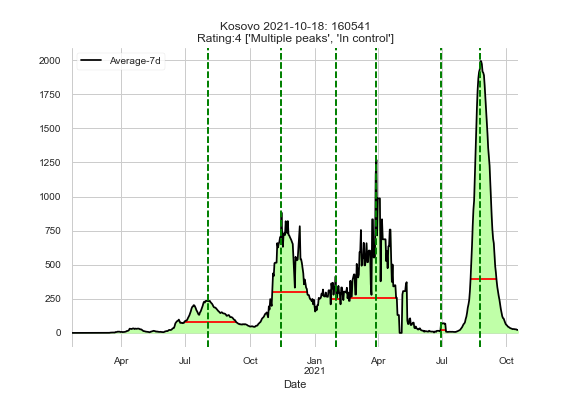 Kosovo 2021-10-18: 160541
Rating:4 ['Multiple peaks', 'In control']
Average-7d
2000
1750
1500
1250
1000
750
500
250
0
Apr Jul Oct Jan Apr Jul Oct
2021
Date